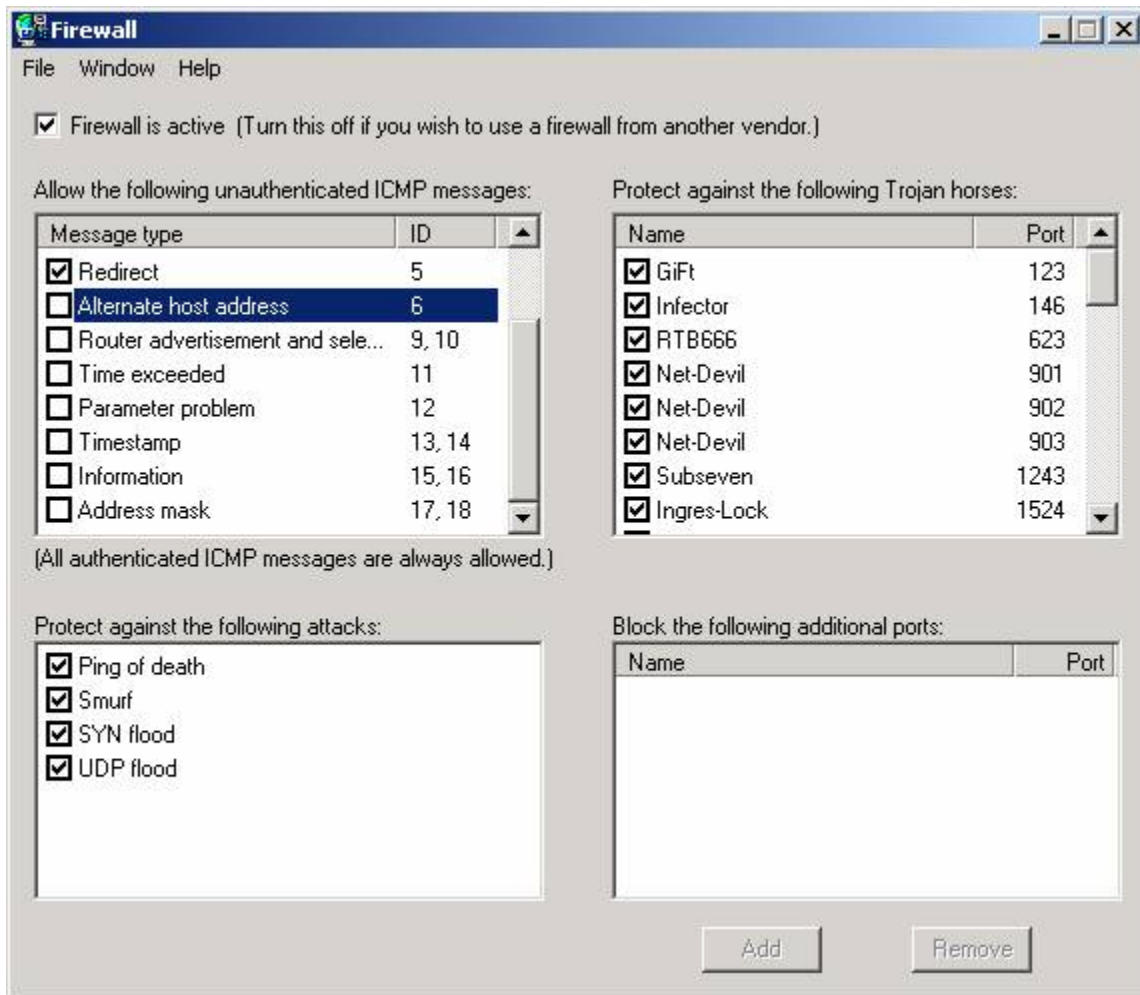 Firewall
File Window Help
Firewall is active (Turn this off if you wish to use a firewall from another vendor.)
Allow the following unauthenticated ICMP messages:
Message type ID
Redirect 5
Alternate host address 6
Router advertisement and sele... 9, 10
Time exceeded 11
Parameter problem 12
Timestamp 13, 14
Information 15, 16
Address mask 17, 18
(All authenticated ICMP messages are always allowed.)
Protect against the following Trojan horses:
Name Port
GiFt 123
Infector 146
RTB666 623
Net-Devil 901
Net-Devil 902
Net-Devil 903
Subseven 1243
Ingres-Lock 1524
Protect against the following attacks:
Ping of death
Smurf
SYN flood
UDP flood
Block the following additional ports:
Name Port
Add Remove